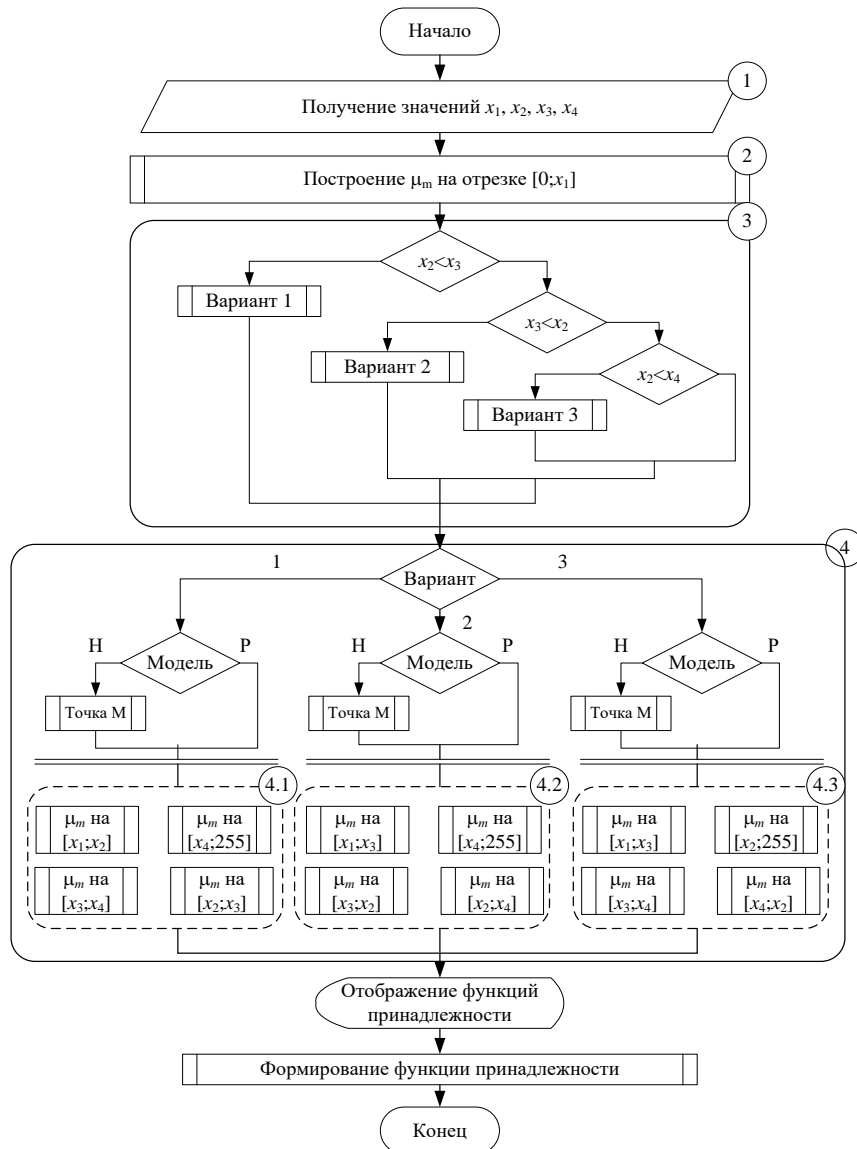 Начало
1
Получение значений x₁, x₂, x₃, x₄
2
Построение μₘ на отрезке [0;x₁]
3
x₂<x₃
Вариант 1
x₃<x₂
Вариант 2
x₂<x₄
Вариант 3
4
1
Вариант
3
2
Н
Модель
Р
Н
Модель
Р
Н
Модель
Р
Точка М
Точка М
Точка М
4.1
4.2
4.3
μₘ на
[x₁;x₂]
μₘ на
[x₄;255]
μₘ на
[x₃;x₄]
μₘ на
[x₂;x₃]
μₘ на
[x₁;x₃]
μₘ на
[x₄;255]
μₘ на
[x₃;x₂]
μₘ на
[x₂;x₄]
μₘ на
[x₁;x₃]
μₘ на
[x₂;255]
μₘ на
[x₃;x₄]
μₘ на
[x₄;x₂]
Отображение функций
принадлежности
Формирование функции принадлежности
Конец